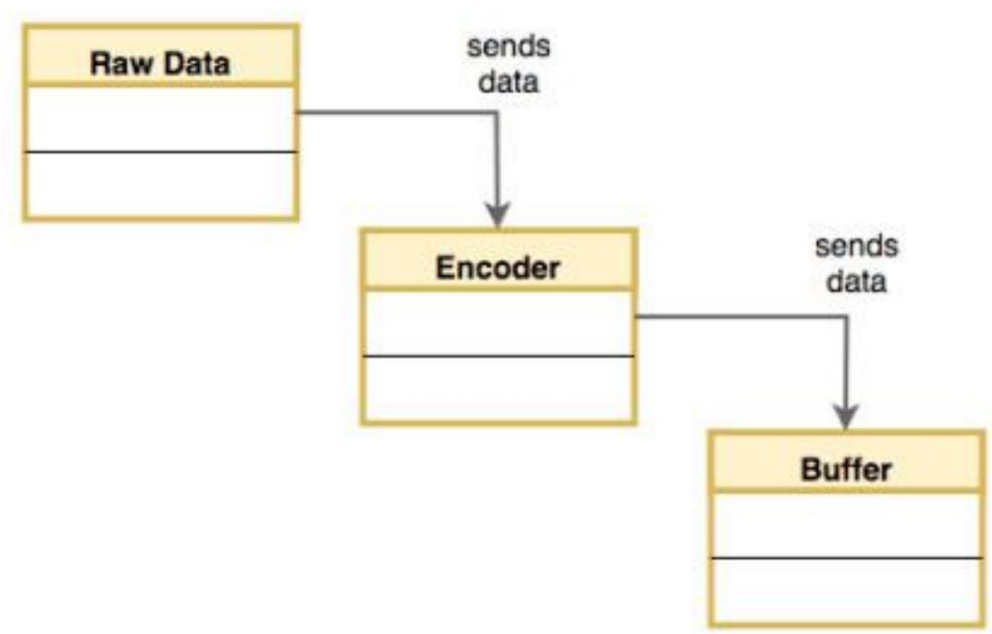 Raw Data
sends
data
Encoder
sends
data
Buffer